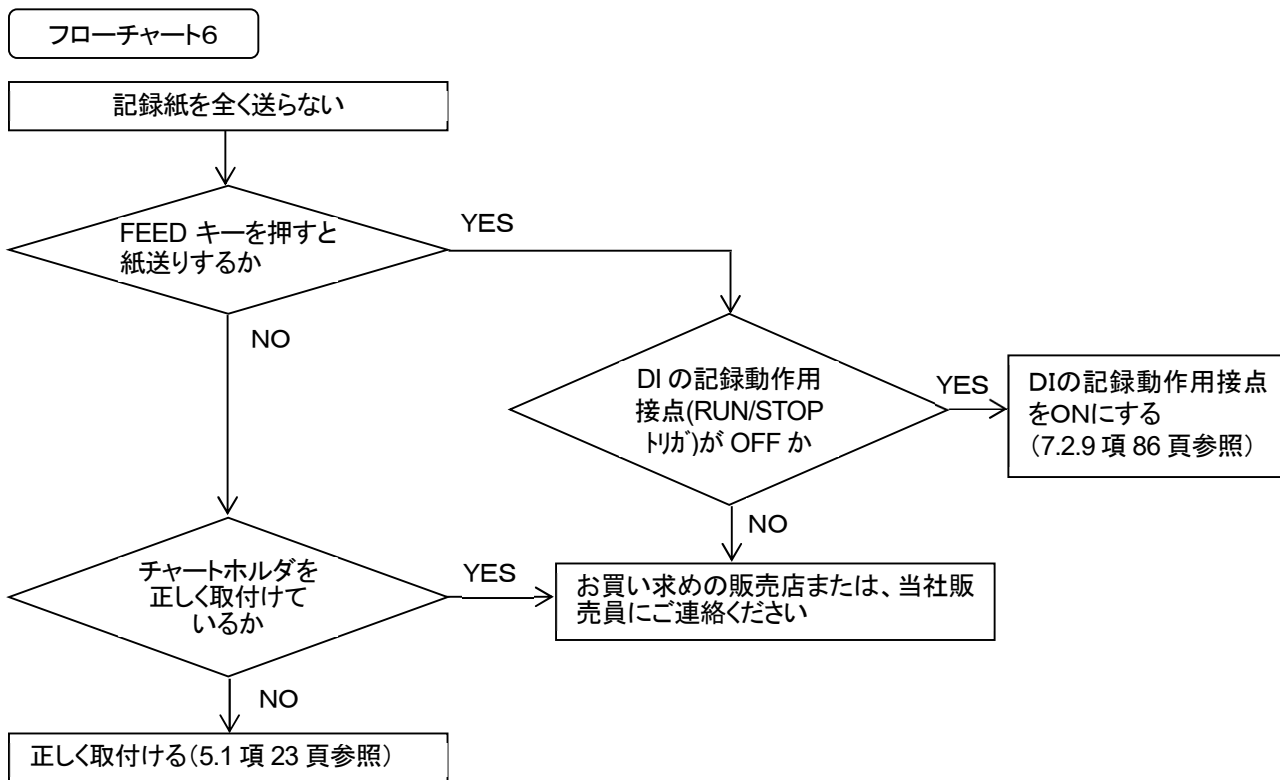 フローチャート6
記録紙を全く送らない
FEED キーを押すと
紙送りするか
YES
NO
DI の記録動作用
接点(RUN/STOP
ﾄﾘｶﾞ)が OFF か
YES
DIの記録動作用接点
をONにする
(7.2.9 項 86 頁参照)
NO
チャートホルダを
正しく取付けて
いるか
YES
お買い求めの販売店または、当社販
売員にご連絡ください
NO
正しく取付ける(5.1 項 23 頁参照)